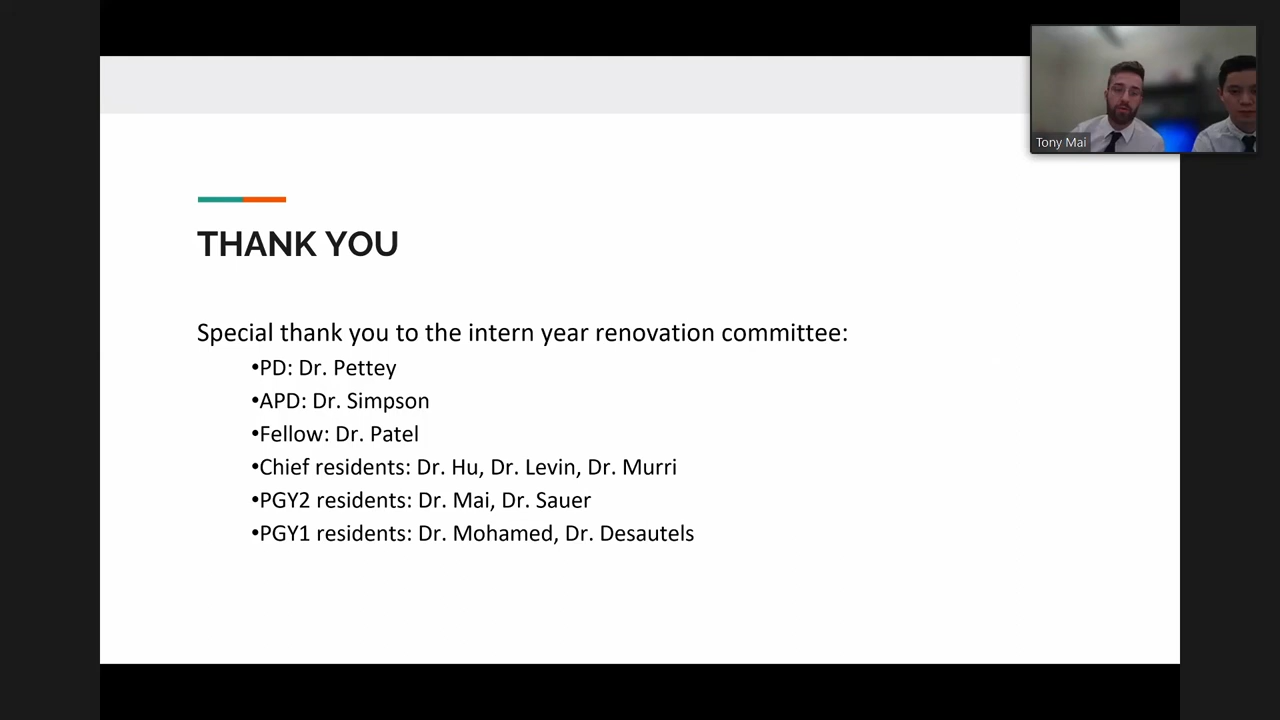 THANK YOU
Special thank you to the intern year renovation committee:
•PD: Dr. Pettey
•APD: Dr. Simpson
•Fellow: Dr. Patel
•Chief residents: Dr. Hu, Dr. Levin, Dr. Murri
•PGY2 residents: Dr. Mai, Dr. Sauer
•PGY1 residents: Dr. Mohamed, Dr. Desautels
Tony Mai